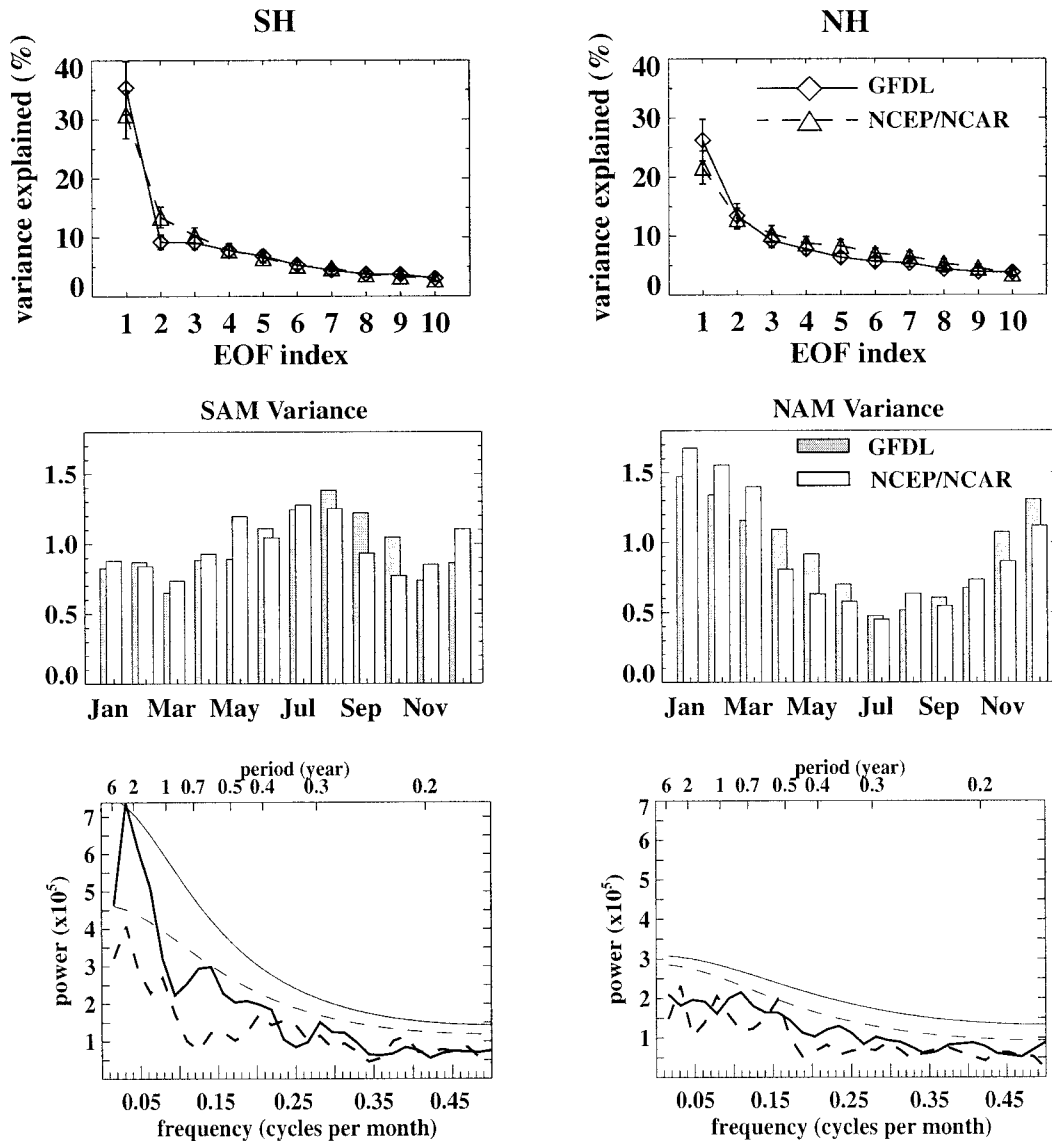 SH
variance explained (%)
40
30
20
10
0
1 2 3 4 5 6 7 8 9 10
EOF index
NH
variance explained (%)
40
30
20
10
0
GFDL
NCEP/NCAR
1 2 3 4 5 6 7 8 9 10
EOF index
SAM Variance
1.5
1.0
0.5
0.0
Jan Mar May Jul Sep Nov
NAM Variance
1.5
1.0
0.5
0.0
GFDL
NCEP/NCAR
Jan Mar May Jul Sep Nov
period (year)
6 2 1 0.7 0.5 0.4 0.3 0.2
power (x10⁵)
7
6
5
4
3
2
1
0.05 0.15 0.25 0.35 0.45
frequency (cycles per month)
period (year)
6 2 1 0.7 0.5 0.4 0.3 0.2
power (x10⁵)
7
6
5
4
3
2
1
0.05 0.15 0.25 0.35 0.45
frequency (cycles per month)